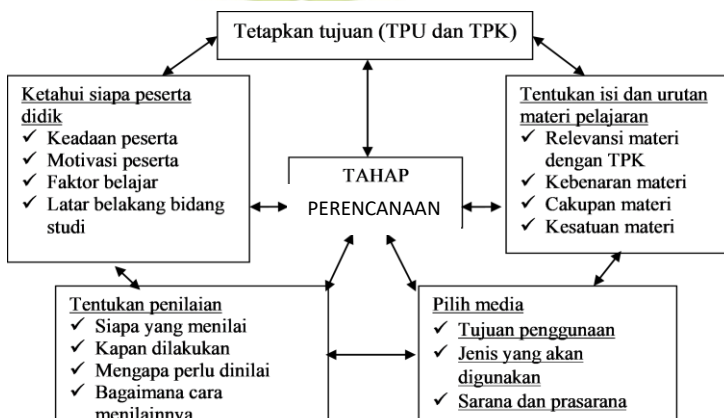 Tetapkan tujuan (TPU dan TPK)
Ketahui siapa peserta
didik
✓ Keadaan peserta
✓ Motivasi peserta
✓ Faktor belajar
✓ Latar belakang bidang
studi
Tentukan isi dan urutan
materi pelajaran
✓ Relevansi materi
dengan TPK
✓ Kebenaran materi
✓ Cakupan materi
✓ Kesatuan materi
TAHAP
PERENCANAAN
Tentukan penilaian
✓ Siapa yang menilai
✓ Kapan dilakukan
✓ Mengapa perlu dinilai
✓ Bagaimana cara
menilainnya
Pilih media
✓ Tujuan penggunaan
✓ Jenis yang akan
digunakan
✓ Sarana dan prasarana